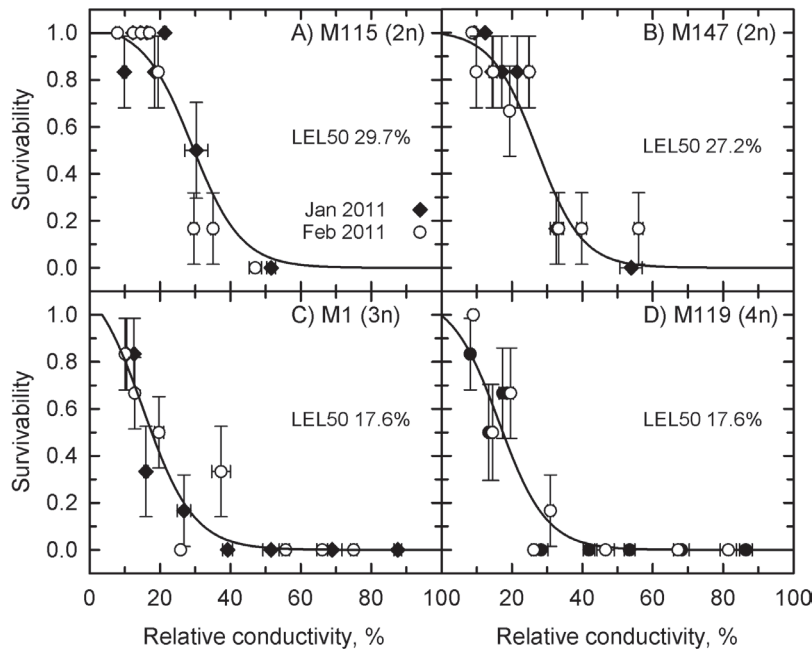 A) M115 (2n)
B) M147 (2n)
1.0
0.8
0.6
0.4
0.2
0.0
Survivability
LEL50 29.7%
LEL50 27.2%
Jan 2011
Feb 2011
C) M1 (3n)
D) M119 (4n)
1.0
0.8
0.6
0.4
0.2
0.0
Survivability
LEL50 17.6%
LEL50 17.6%
0 20 40 60 80 100 20 40 60 80 100
Relative conductivity, % Relative conductivity, %